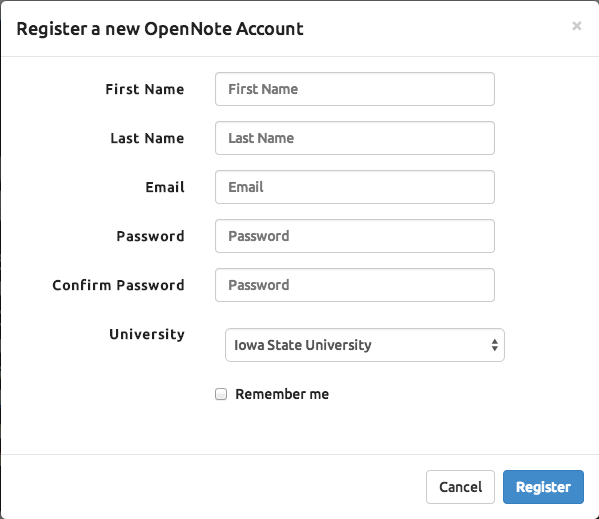 Register a new OpenNote Account ×
First Name First Name
Last Name Last Name
Email Email
Password Password
Confirm Password Password
University Iowa State University
Remember me
Cancel Register